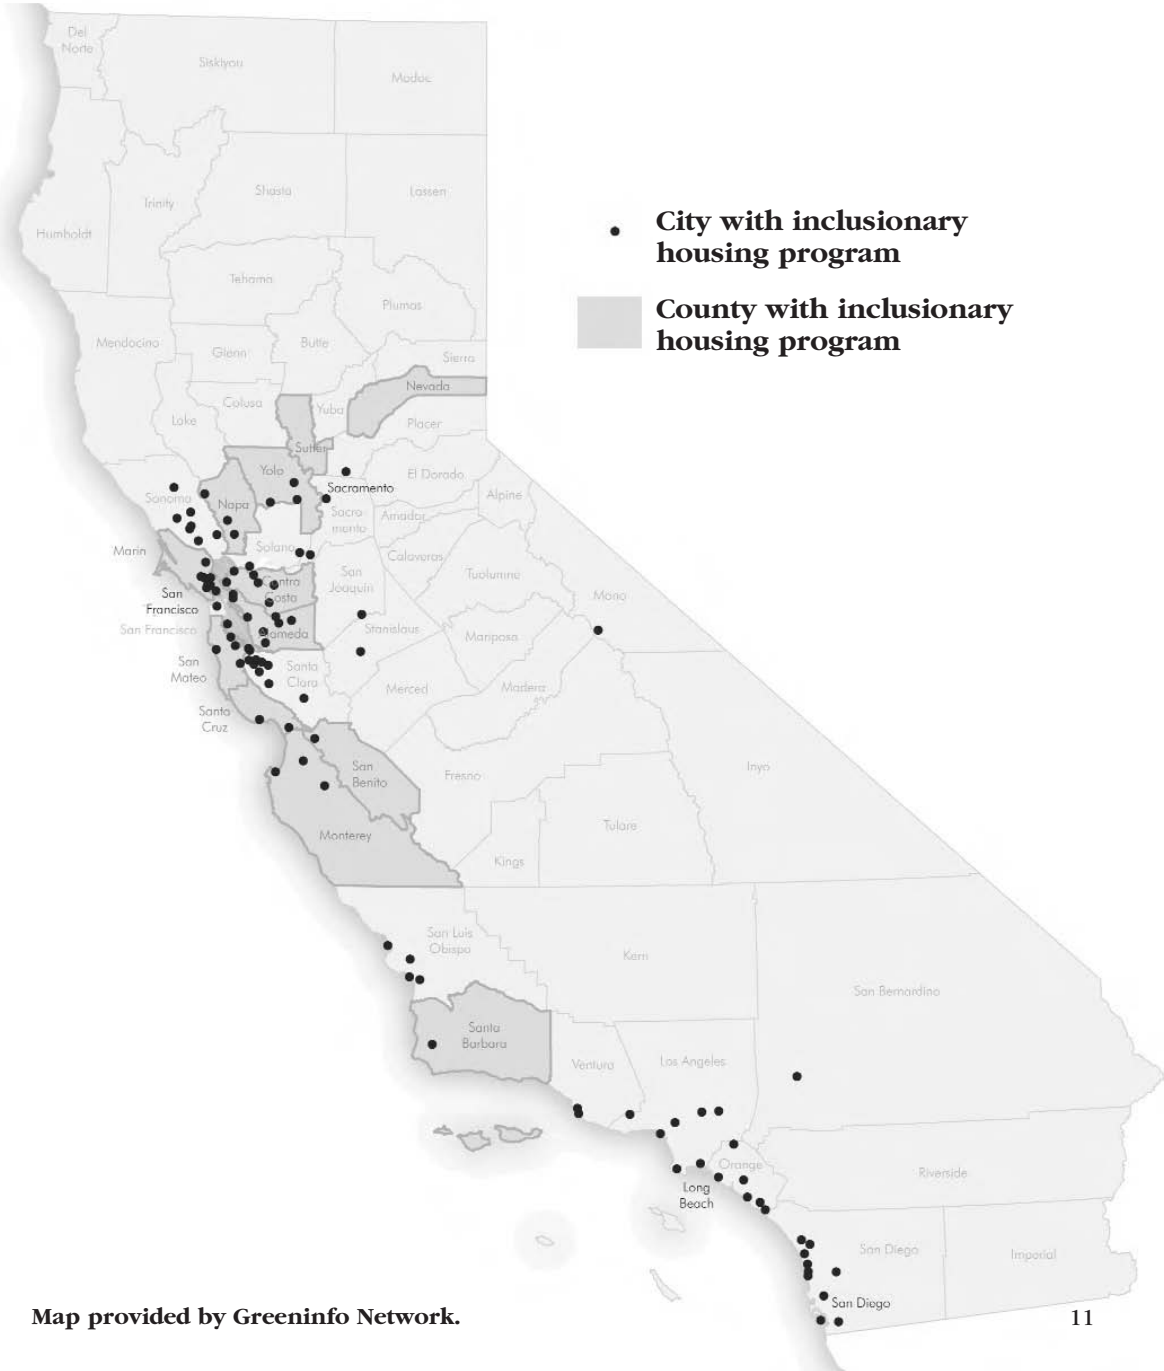 Del
Norte
Siskiyou
Modoc
Trinity
Shasta
Lassen
Humboldt
City with inclusionary
housing program
County with inclusionary
housing program
Tehama
Plumas
Mendocino
Glenn
Butte
Sierra
Nevada
Lake
Colusa
Yuba
Placer
Sutter
Yolo
El Dorado
Sacramento
Sonoma
Napa
Alpine
Sacra-
mento
Amador
Marin
Solano
Calaveras
San
Joaquin
Tuolumne
Contra
Costa
Mono
San
Francisco
San Francisco
Alameda
Stanislaus
Mariposa
San
Mateo
Santa
Clara
Merced
Madera
Santa
Cruz
San
Benito
Fresno
Inyo
Monterey
Tulare
Kings
San Luis
Obispo
Kern
San Bernardino
Santa
Barbara
Ventura
Los Angeles
Orange
Riverside
Long
Beach
San Diego
Imperial
San Diego
Map provided by Greeninfo Network.
11